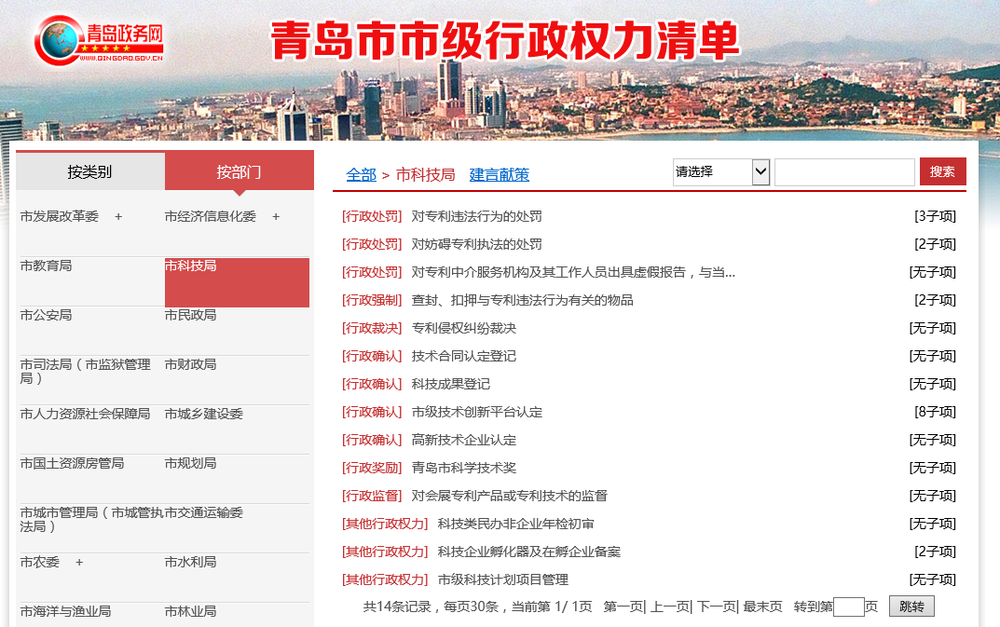 青岛政务网
WWW.QINGDAO.GOV.CN
青岛市市级行政权力清单
按类别 按部门
市发展改革委 + 市经济信息化委 +
市教育局 市科技局
市公安局 市民政局
市司法局（市监狱管理局） 市财政局
市人力资源社会保障局 市城乡建设委
市国土资源房管局 市规划局
市城市管理局（市城管执法局） 市交通运输委
市农委 + 市水利局
市海洋与渔业局 市林业局
全部 > 市科技局 建言献策 请选择 搜索
[行政处罚] 对专利违法行为的处罚 [3子项]
[行政处罚] 对妨碍专利执法的处罚 [2子项]
[行政处罚] 对专利中介服务机构及其工作人员出具虚假报告，与当... [无子项]
[行政强制] 查封、扣押与专利违法行为有关的物品 [2子项]
[行政裁决] 专利侵权纠纷裁决 [无子项]
[行政确认] 技术合同认定登记 [无子项]
[行政确认] 科技成果登记 [无子项]
[行政确认] 市级技术创新平台认定 [8子项]
[行政确认] 高新技术企业认定 [无子项]
[行政奖励] 青岛市科学技术奖 [无子项]
[行政监督] 对会展专利产品或专利技术的监督 [无子项]
[其他行政权力] 科技类民办非企业年检初审 [无子项]
[其他行政权力] 科技企业孵化器及在孵企业备案 [2子项]
[其他行政权力] 市级科技计划项目管理 [无子项]
共14条记录，每页30条，当前第 1/ 1页 第一页| 上一页| 下一页| 最末页 转到第 页 跳转